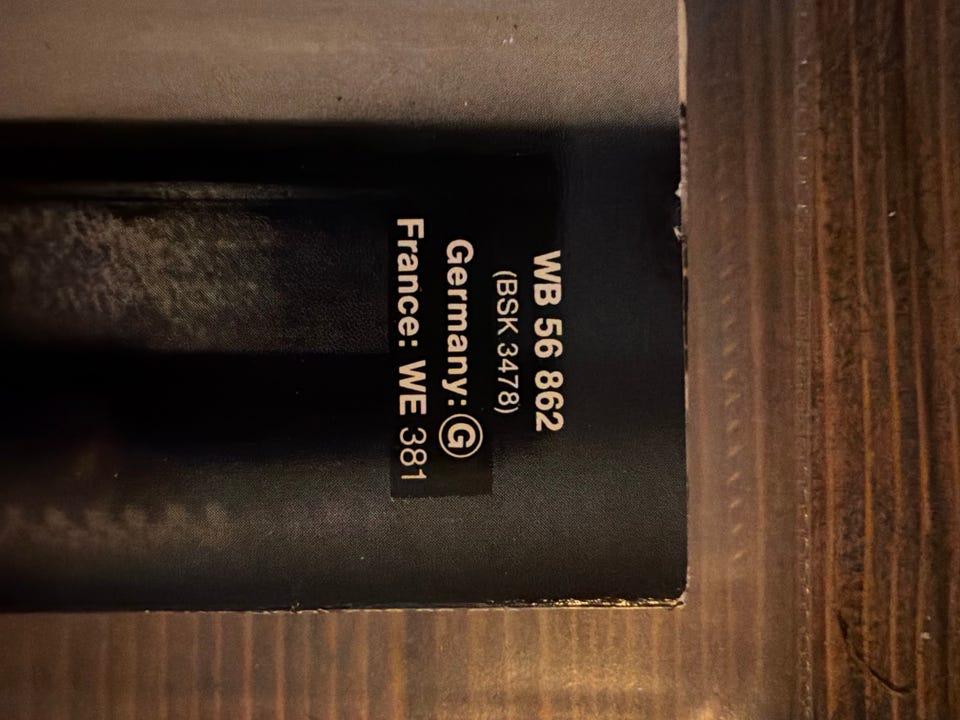 WB 56 862
(BSK 3478)
Germany: Ⓖ
France: WE 381